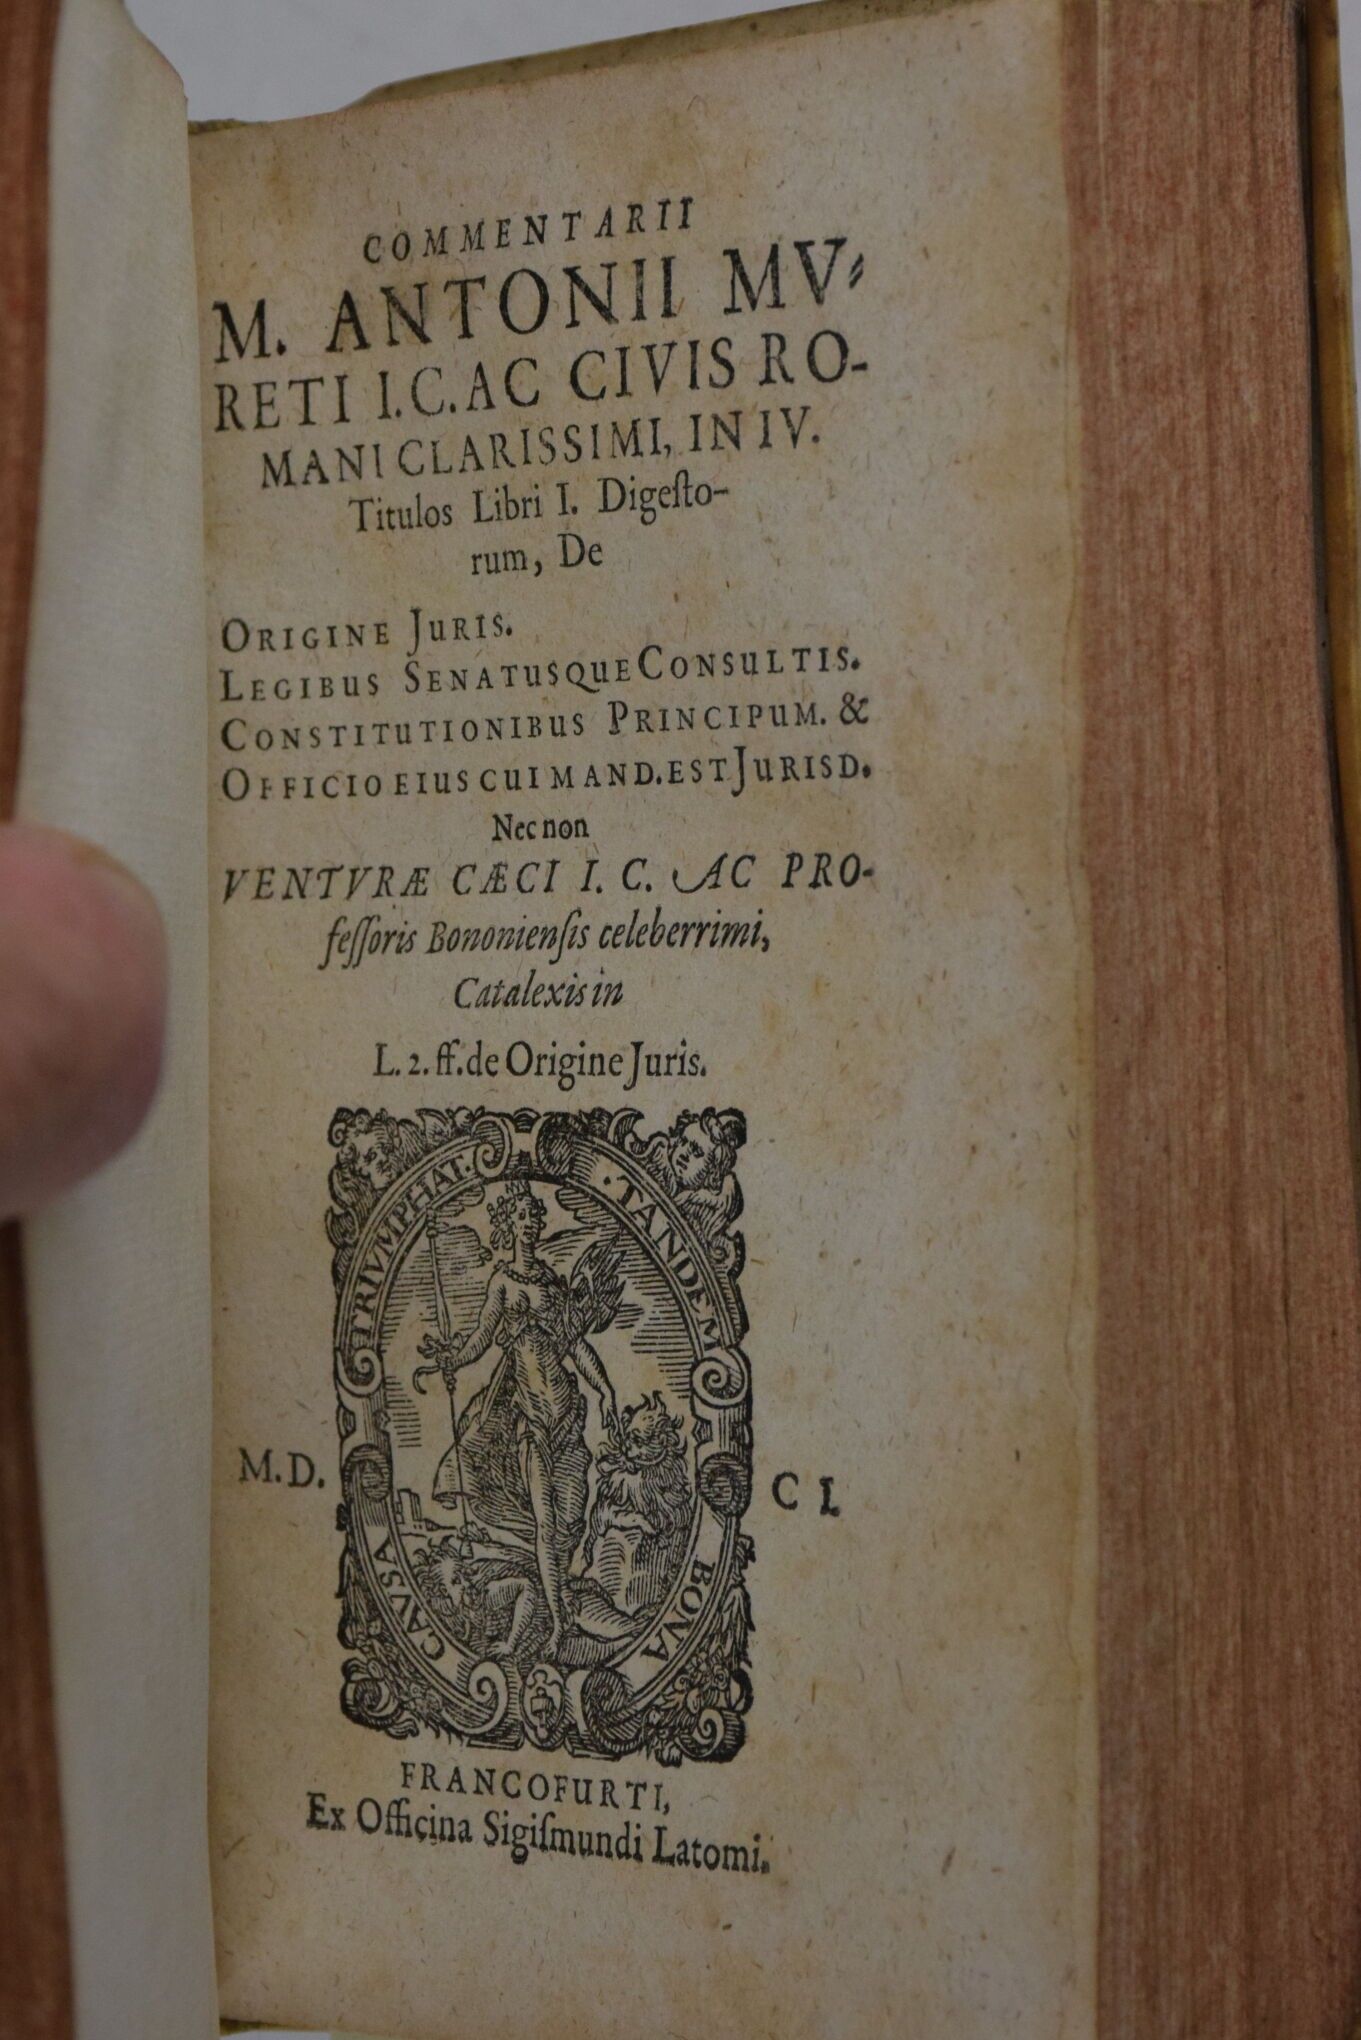 COMMENTARII
M. ANTONII MV-
RETI I.C. AC CIVIS RO-
MANI CLARISSIMI, IN IV.
Titulos Libri I. Digeſto-
rum, De
ORIGINE JURIS.
LEGIBUS SENATUSQUE CONSULTIS.
CONSTITUTIONIBUS PRINCIPUM. &
OFFICIO EIUS CUI MAND. EST JURISD.
Nec non
VENTVRÆ CÆCI I. C. AC PRO-
feſſoris Bononienſis celeberrimi,
Catalexis in
L. 2. ff. de Origine Juris.
TANDEM BONA CAVSA TRIVMPHAT.
M. D. CI.
FRANCOFURTI,
Ex Officina Sigiſmundi Latomi.